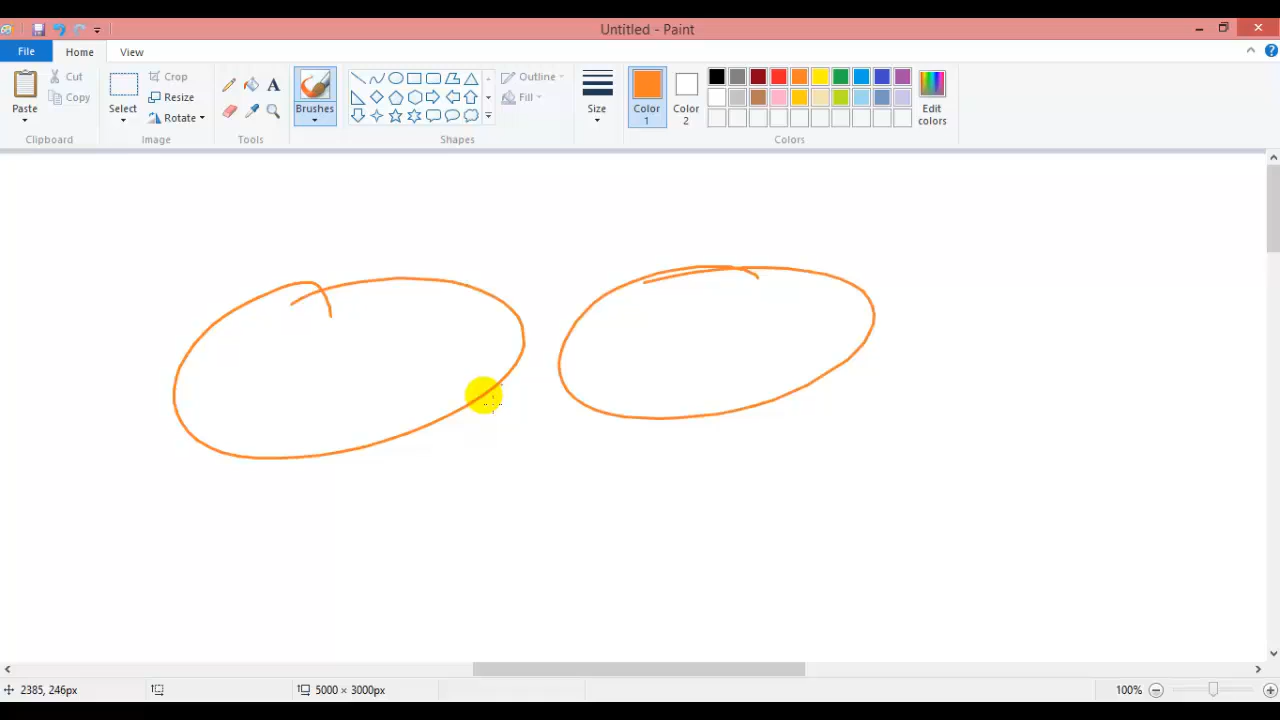 Untitled - Paint
File Home View
Paste
Cut
Copy
Clipboard
Select
Crop
Resize
Rotate
Image
A
Tools
Brushes
Outline
Fill
Shapes
Size
Color 1
Color 2
Edit colors
Colors
2385, 246px
5000 × 3000px
100%